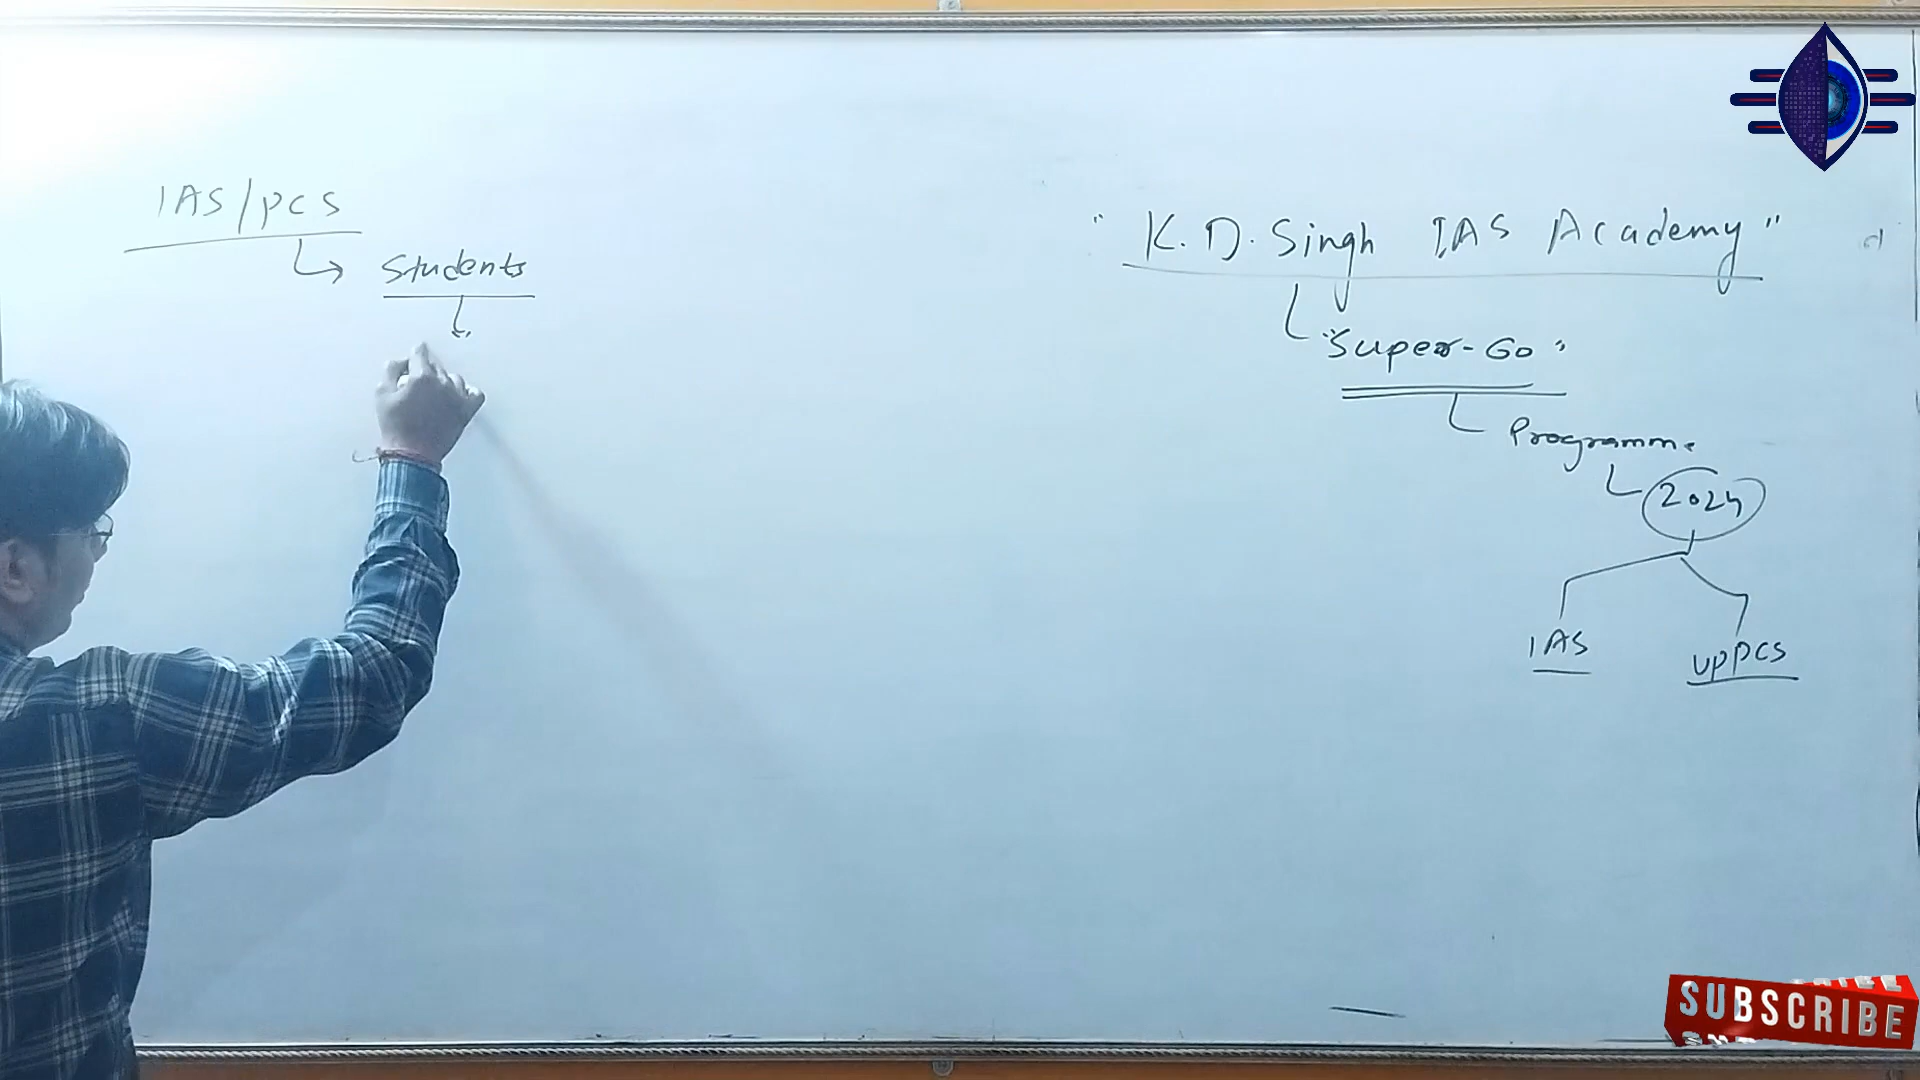 IAS/PCS
Students
"K.D. Singh IAS Academy"
"Super-Go"
Programme
2024
IAS
UPPCS
SUBSCRIBE